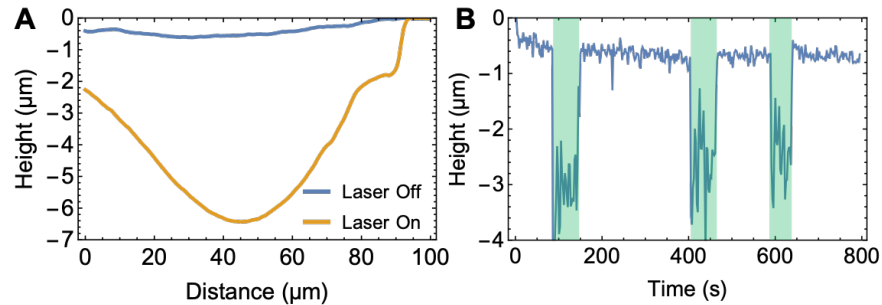 A
0
−1
−2
−3
−4
−5
−6
−7
Height (μm)
0 20 40 60 80 100
Distance (μm)
Laser Off
Laser On
B
0
−1
−2
−3
−4
Height (μm)
0 200 400 600 800
Time (s)